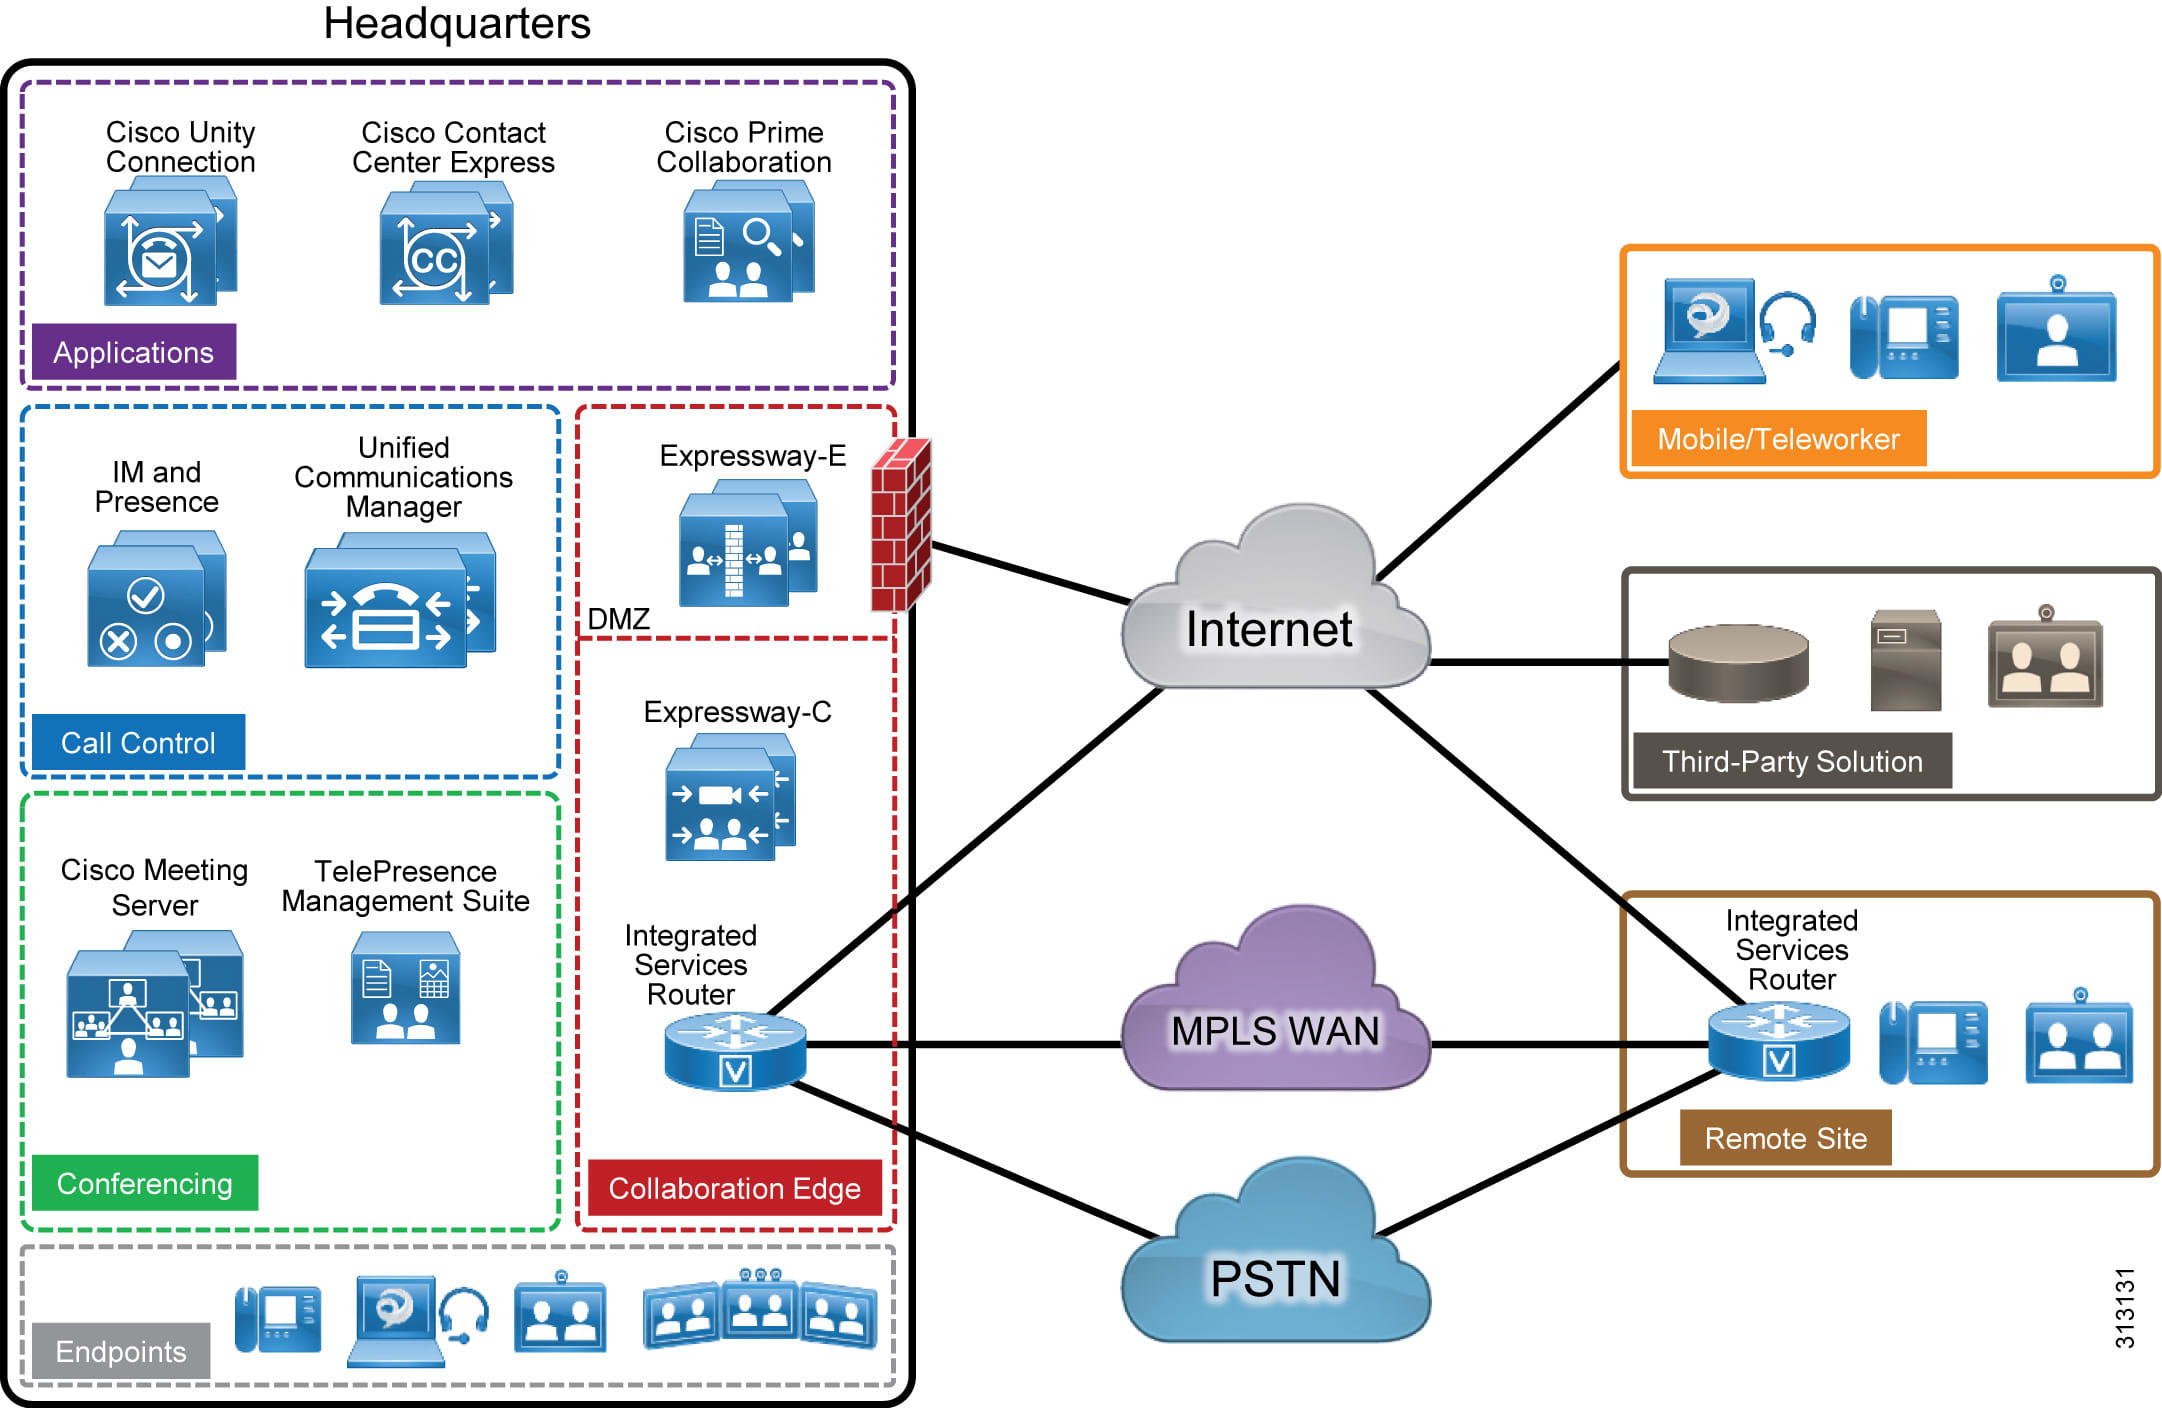 Headquarters
Cisco Unity
Connection
Cisco Contact
Center Express
CC
Cisco Prime
Collaboration
Applications
IM and
Presence
Unified
Communications
Manager
Call Control
Expressway-E
DMZ
Expressway-C
Integrated
Services
Router
V
Collaboration Edge
Cisco Meeting
Server
TelePresence
Management Suite
Conferencing
Endpoints
Internet
MPLS WAN
PSTN
Mobile/Teleworker
Third-Party Solution
Integrated
Services
Router
V
Remote Site
313131